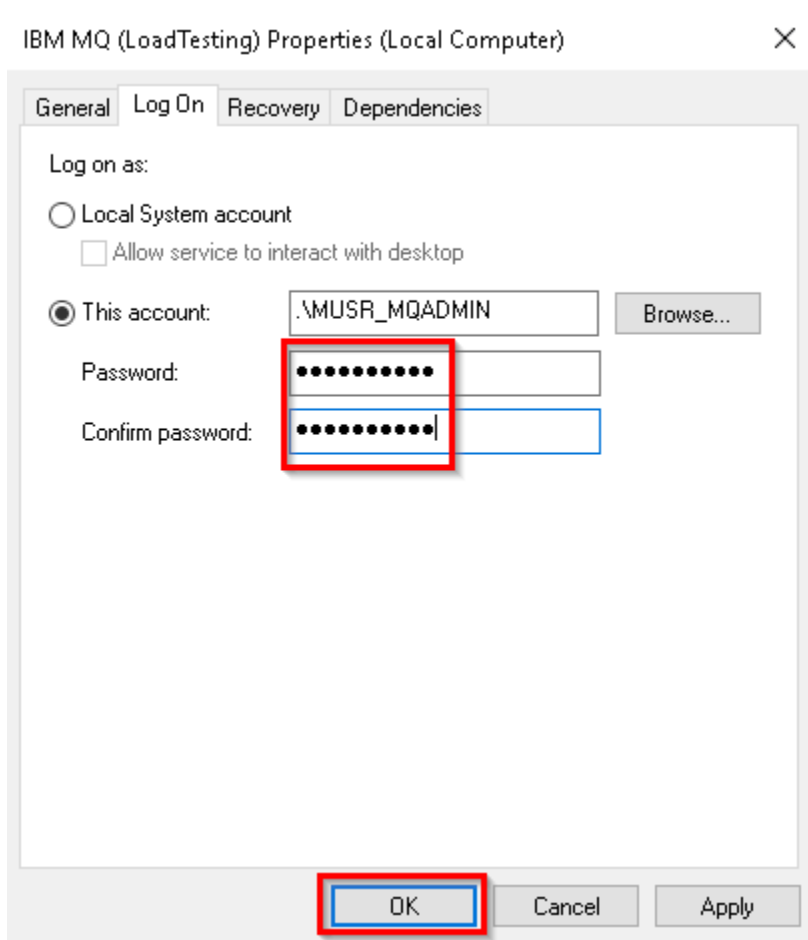 IBM MQ (LoadTesting) Properties (Local Computer)
General Log On Recovery Dependencies
Log on as:
Local System account
Allow service to interact with desktop
This account: .\MUSR_MQADMIN Browse...
Password: ●●●●●●●●●●
Confirm password: ●●●●●●●●●●
OK Cancel Apply